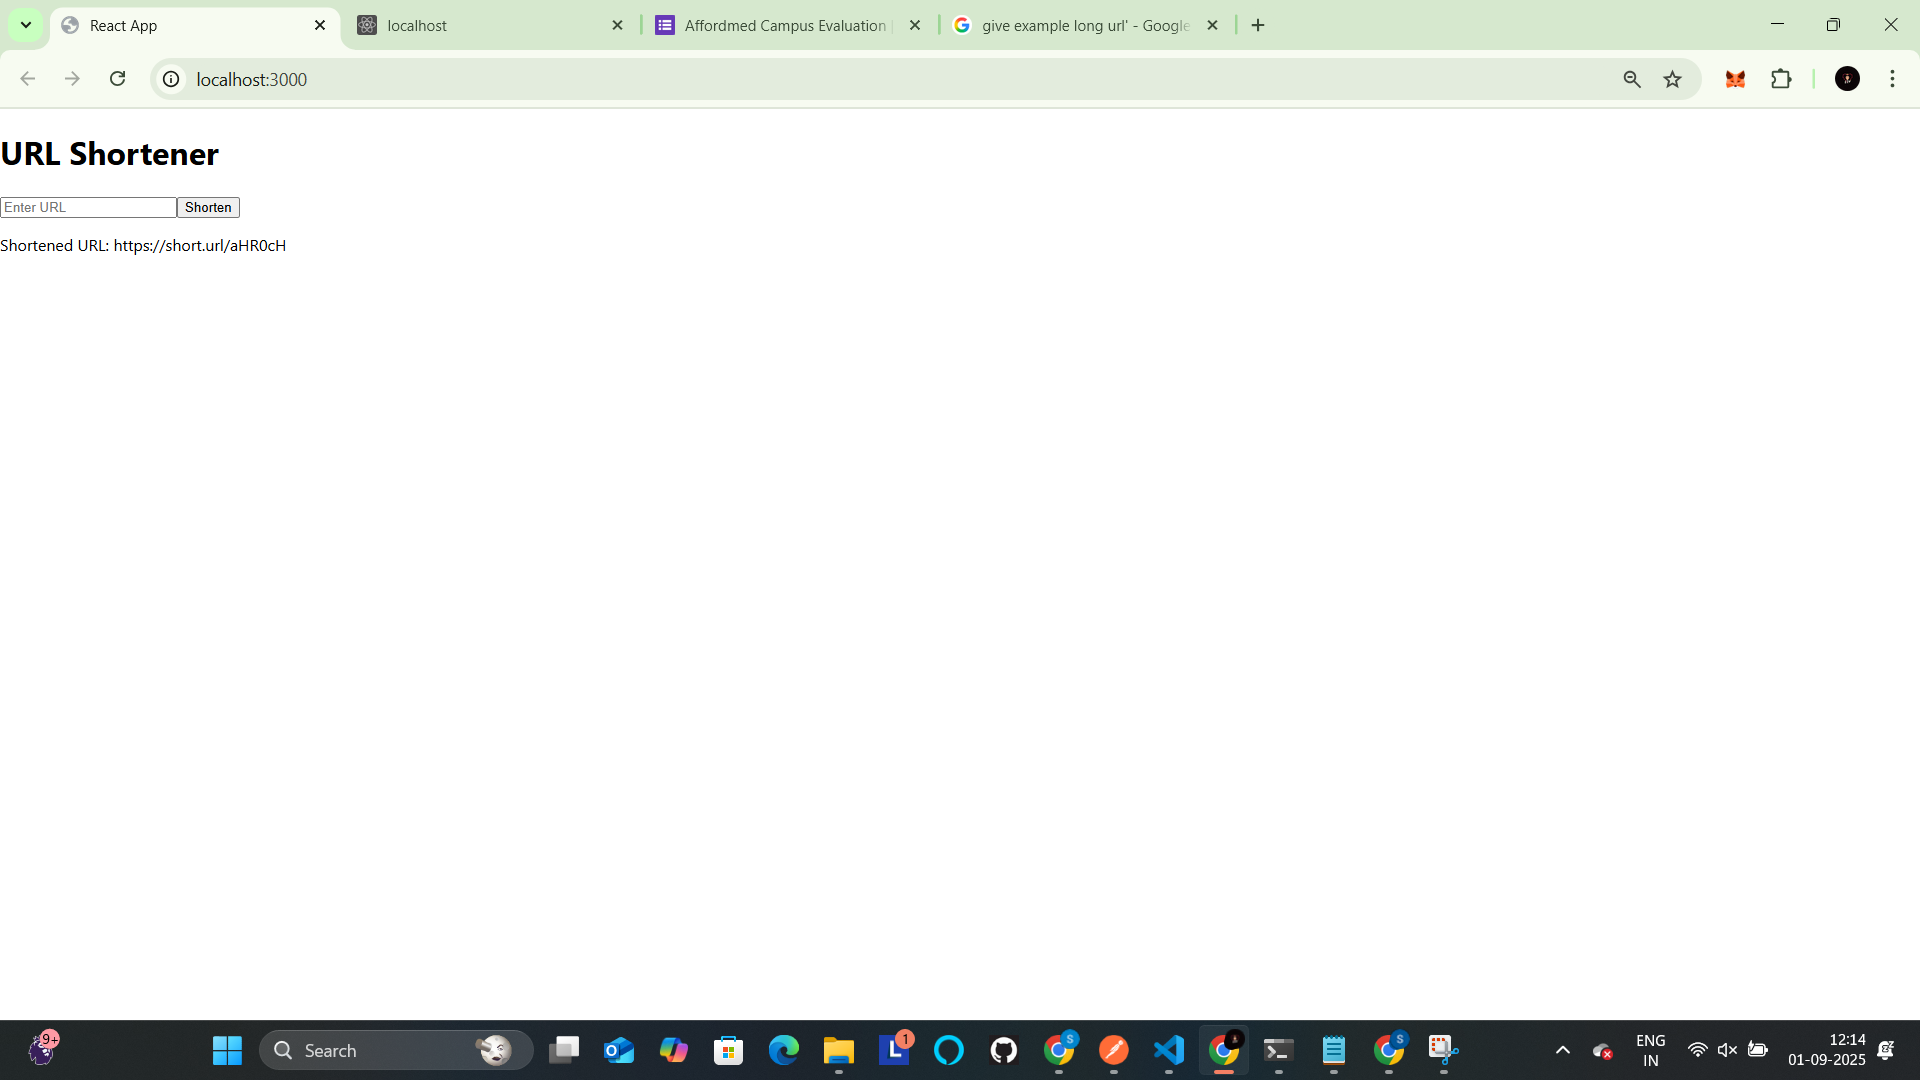 React App
localhost
Affordmed Campus Evaluation |
give example long url' - Google
localhost:3000
URL Shortener
Enter URL
Shorten
Shortened URL: https://short.url/aHR0cH
9+
Search
1
S
S
ENG
IN
12:14
01-09-2025